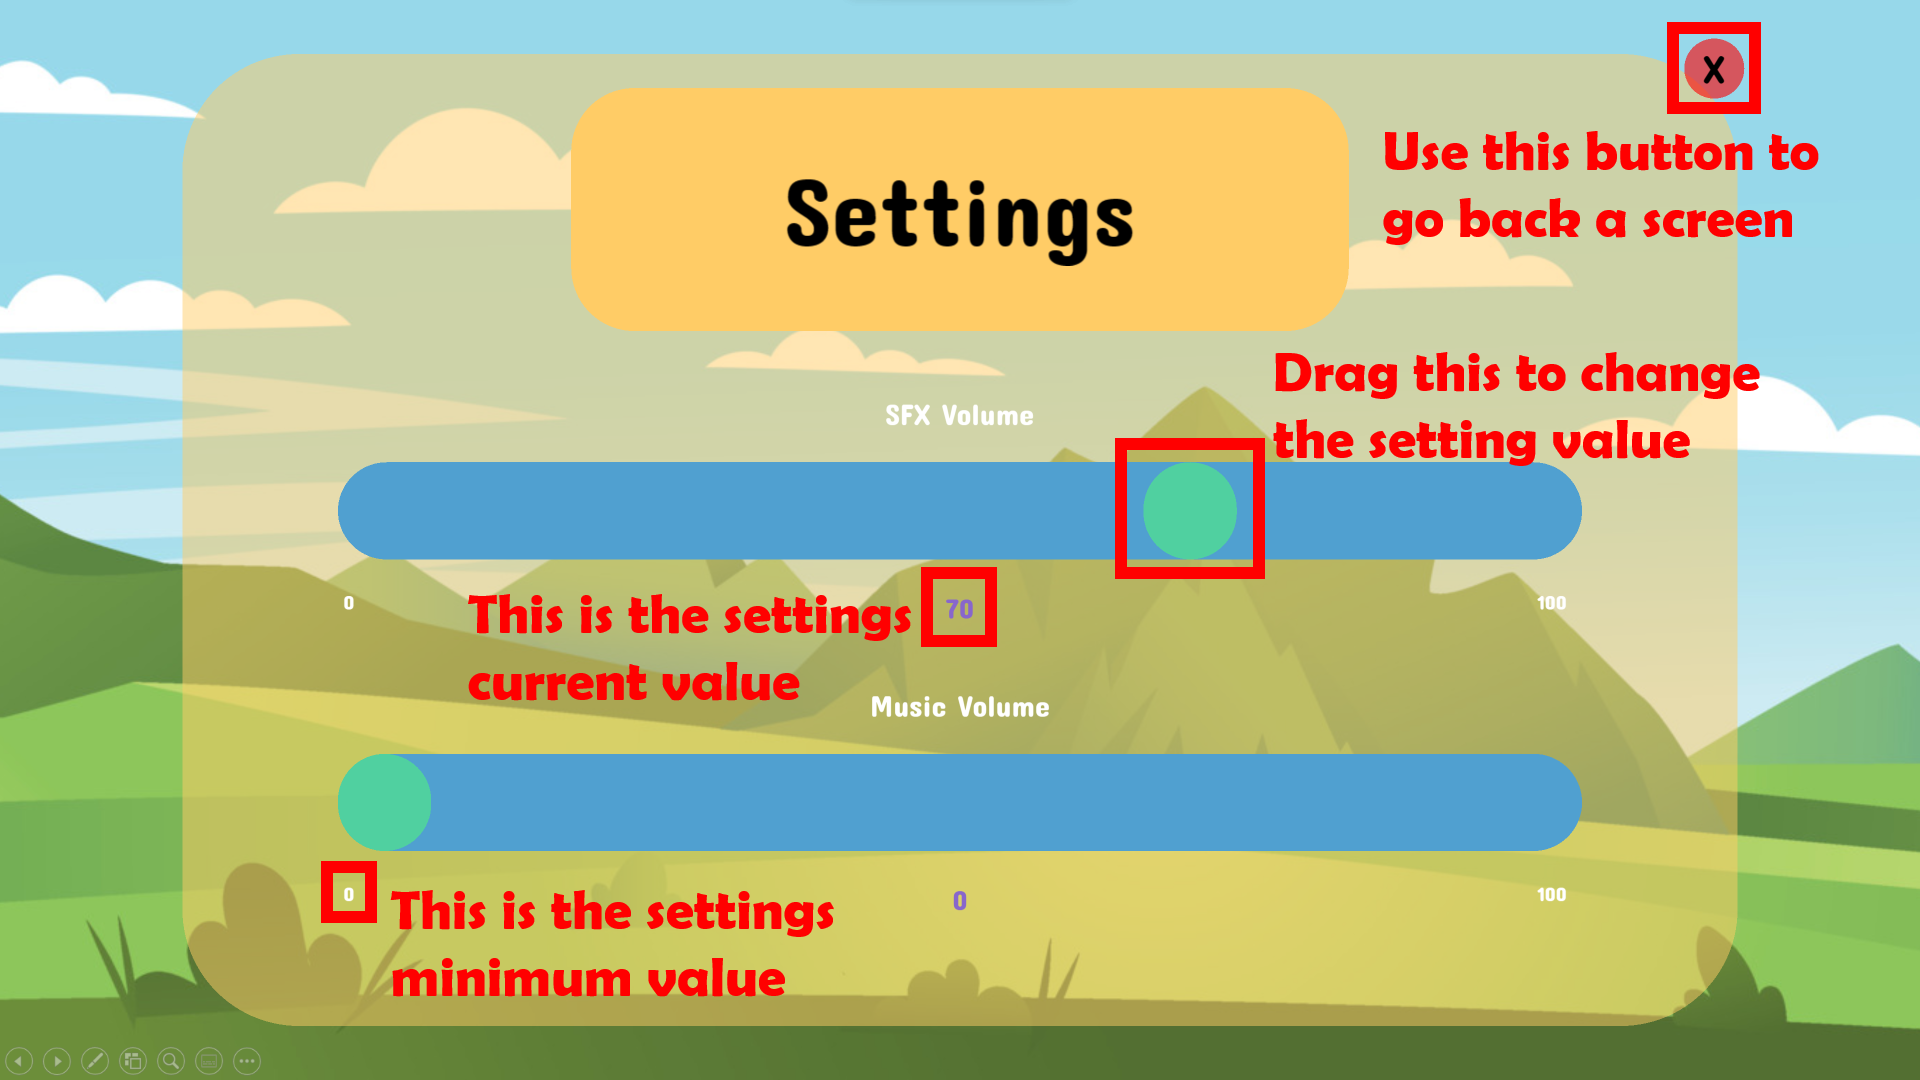 X
Use this button to
go back a screen
Settings
Drag this to change
the setting value
SFX Volume
0
This is the settings
current value
70
100
Music Volume
0
This is the settings
minimum value
0
100